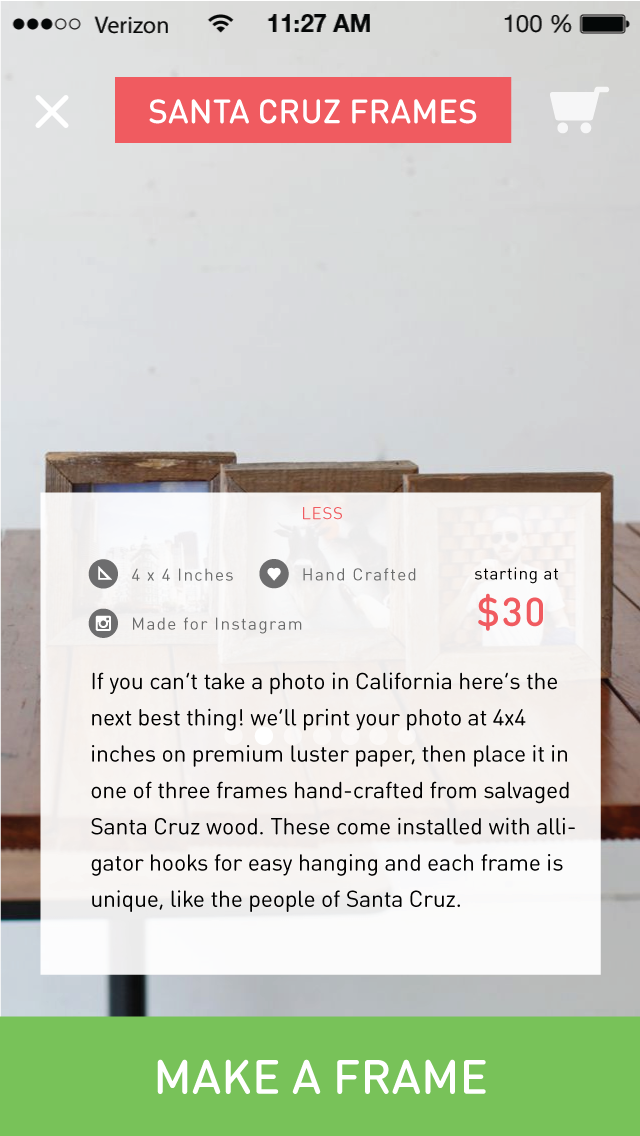 Verizon 11:27 AM 100 %
SANTA CRUZ FRAMES
LESS
4 x 4 Inches Hand Crafted
starting at
$30
Made for Instagram
If you can’t take a photo in California here’s the
next best thing! we’ll print your photo at 4x4
inches on premium luster paper, then place it in
one of three frames hand-crafted from salvaged
Santa Cruz wood. These come installed with alli-
gator hooks for easy hanging and each frame is
unique, like the people of Santa Cruz.
MAKE A FRAME